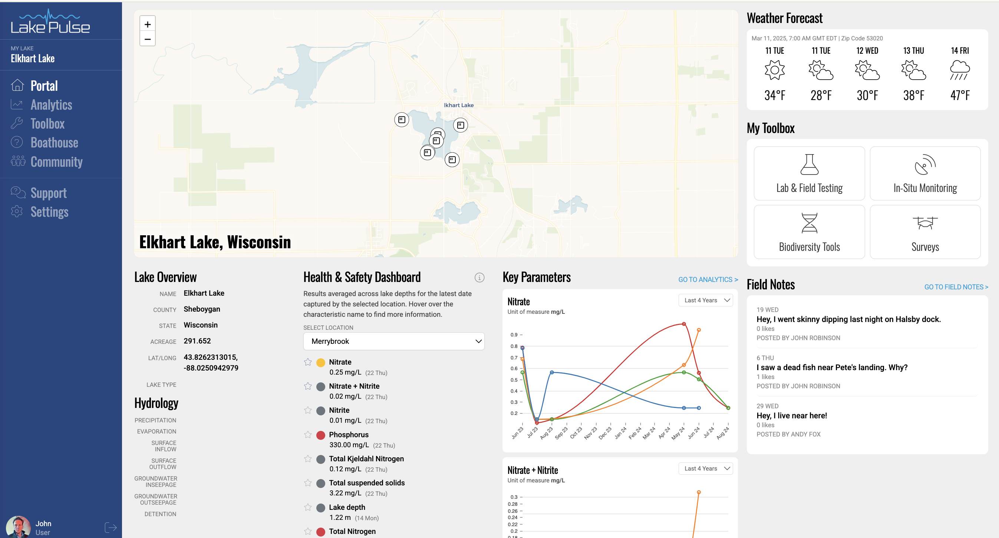 Lake Pulse
MY LAKE
Elkhart Lake
Portal
Analytics
Toolbox
Boathouse
Community
Support
Settings
John
User
+
−
lkhart Lake
Elkhart Lake, Wisconsin
Weather Forecast
Mar 11, 2025, 7:00 AM GMT EDT | Zip Code 53020
11 TUE 11 TUE 12 WED 13 THU 14 FRI
34°F 28°F 30°F 38°F 47°F
My Toolbox
Lab & Field Testing
In-Situ Monitoring
Biodiversity Tools
Surveys
Lake Overview
NAME Elkhart Lake
COUNTY Sheboygan
STATE Wisconsin
ACREAGE 291.652
LAT/LONG 43.8262313015,
-88.0250942979
LAKE TYPE
Hydrology
PRECIPITATION
EVAPORATION
SURFACE
INFLOW
SURFACE
OUTFLOW
GROUNDWATER
INSEEPAGE
GROUNDWATER
OUTSEEPAGE
DETENTION
Health & Safety Dashboard
Results averaged across lake depths for the latest date
captured by the selected location. Hover over the
characteristic name to find more information.
SELECT LOCATION
Merrybrook
Nitrate
0.25 mg/L (22 Thu)
Nitrate + Nitrite
0.02 mg/L (22 Thu)
Nitrite
0.01 mg/L (22 Thu)
Phosphorus
330.00 mg/L (22 Thu)
Total Kjeldahl Nitrogen
0.12 mg/L (22 Thu)
Total suspended solids
3.22 mg/L (22 Thu)
Lake depth
1.22 m (14 Mon)
Total Nitrogen
Key Parameters
GO TO ANALYTICS >
Nitrate
Last 4 Years
Unit of measure mg/L
0.9
0.8
0.7
0.6
0.5
0.4
0.3
0.2
Jun 23 Jul 23 Aug 23 Sep 23 Oct 23 Nov 23 Dec 23 Jan 24 Feb 24 Mar 24 Apr 24 May 24 Jun 24 Jul 24 Aug 24
Nitrate + Nitrite
Last 4 Years
Unit of measure mg/L
0.3
0.28
0.26
0.24
0.22
0.2
0.18
Field Notes
GO TO FIELD NOTES >
19 WED
Hey, I went skinny dipping last night on Halsby dock.
0 likes
POSTED BY JOHN ROBINSON
6 THU
I saw a dead fish near Pete's landing. Why?
1 likes
POSTED BY JOHN ROBINSON
29 WED
Hey, I live near here!
0 likes
POSTED BY ANDY FOX